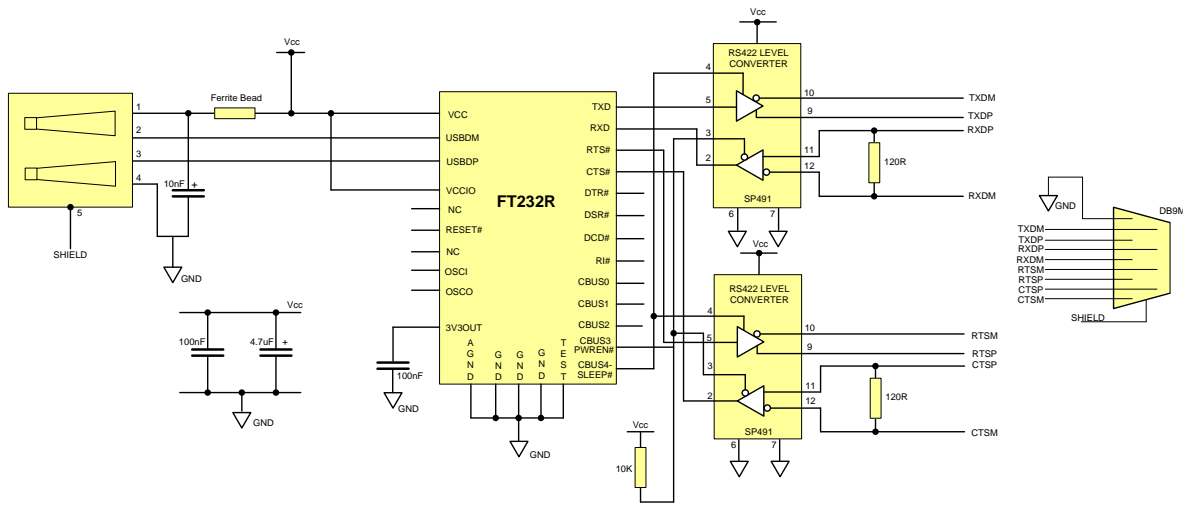 Vcc
RS422 LEVEL
CONVERTER
4
10
TXDM
5
9
TXDP
3
RXDP
11
2
12
120R
RXDM
SP491
6
7
Vcc
Ferrite Bead
1
2
3
4
5
SHIELD
10nF
+
GND
FT232R
VCC
USBDM
USBDP
VCCIO
NC
RESET#
NC
OSCI
OSCO
3V3OUT
TXD
RXD
RTS#
CTS#
DTR#
DSR#
DCD#
RI#
CBUS0
CBUS1
CBUS2
CBUS3
PWREN#
CBUS4-
SLEEP#
AGND
GND
GND
GND
TEST
GND
100nF
GND
Vcc
100nF
4.7uF
+
GND
Vcc
RS422 LEVEL
CONVERTER
4
10
RTSM
5
9
RTSP
3
CTSP
11
2
12
120R
CTSM
SP491
6
7
Vcc
10K
GND
DB9M
TXDM
TXDP
RXDP
RXDM
RTSM
RTSP
CTSP
CTSM
SHIELD